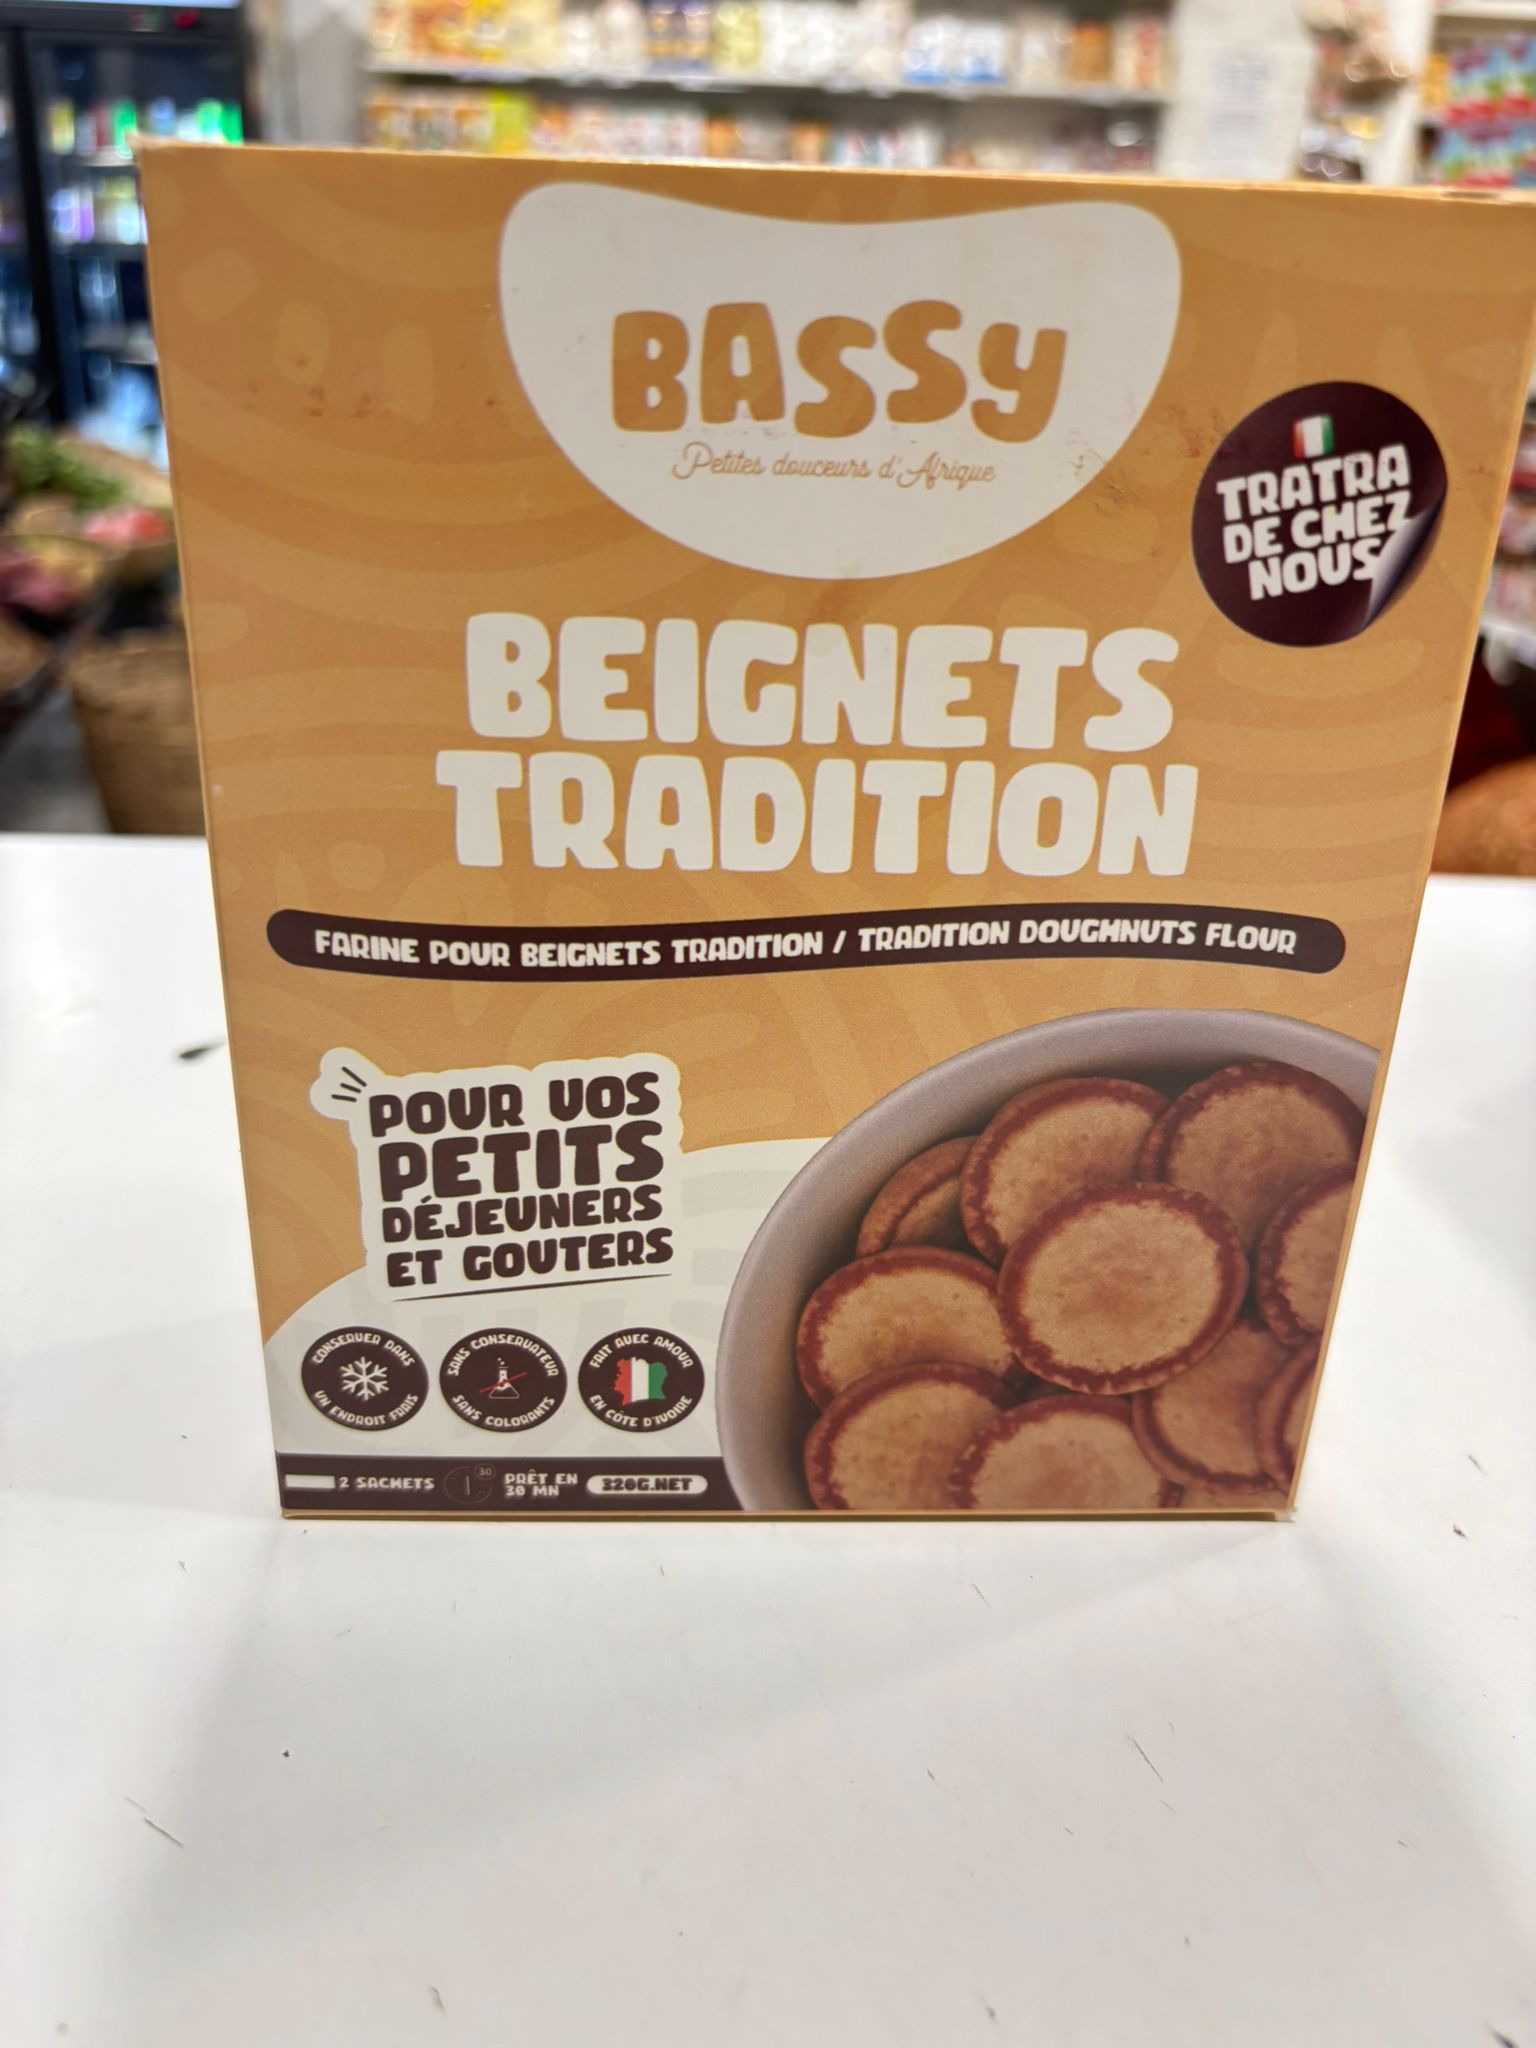 BASSY
Petites douceurs d'Afrique
TRATRA
DE CHEZ
NOUS
BEIGNETS
TRADITION
FARINE POUR BEIGNETS TRADITION / TRADITION DOUGHNUTS FLOUR
POUR VOS
PETITS
DÉJEUNERS
ET GOUTERS
CONSERVER DANS
UN ENDROIT FRAIS
SANS CONSERVATEUR
SANS COLORANTS
FAIT AVEC AMOUR
EN CÔTE D'IVOIRE
2 SACHETS
30
PRÊT EN
30 MN
320G.NET